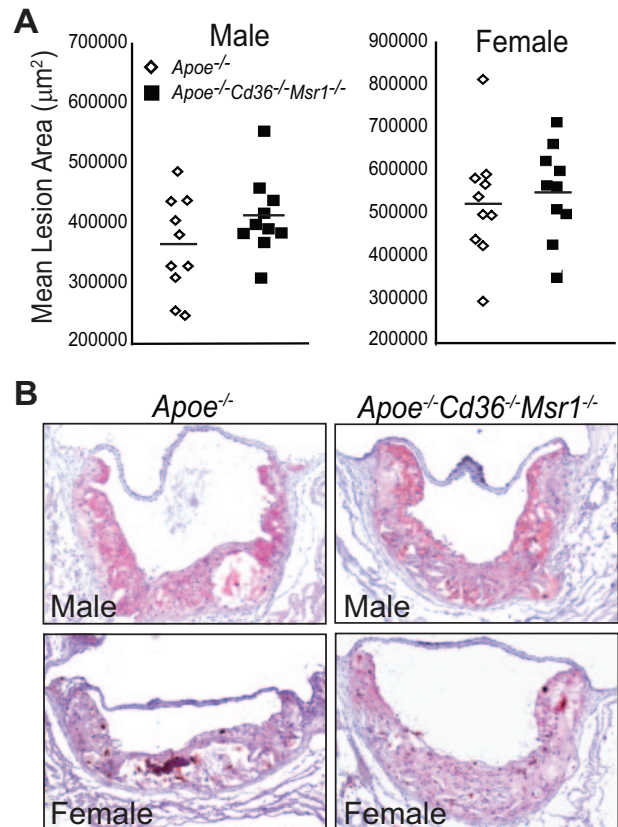 A
Male
Female
Mean Lesion Area (μm²)
700000
600000
500000
400000
300000
200000
Apoe-/-
Apoe-/-Cd36-/-Msr1-/-
900000
800000
700000
600000
500000
400000
300000
200000
B
Apoe-/-
Apoe-/-Cd36-/-Msr1-/-
Male
Male
Female
Female